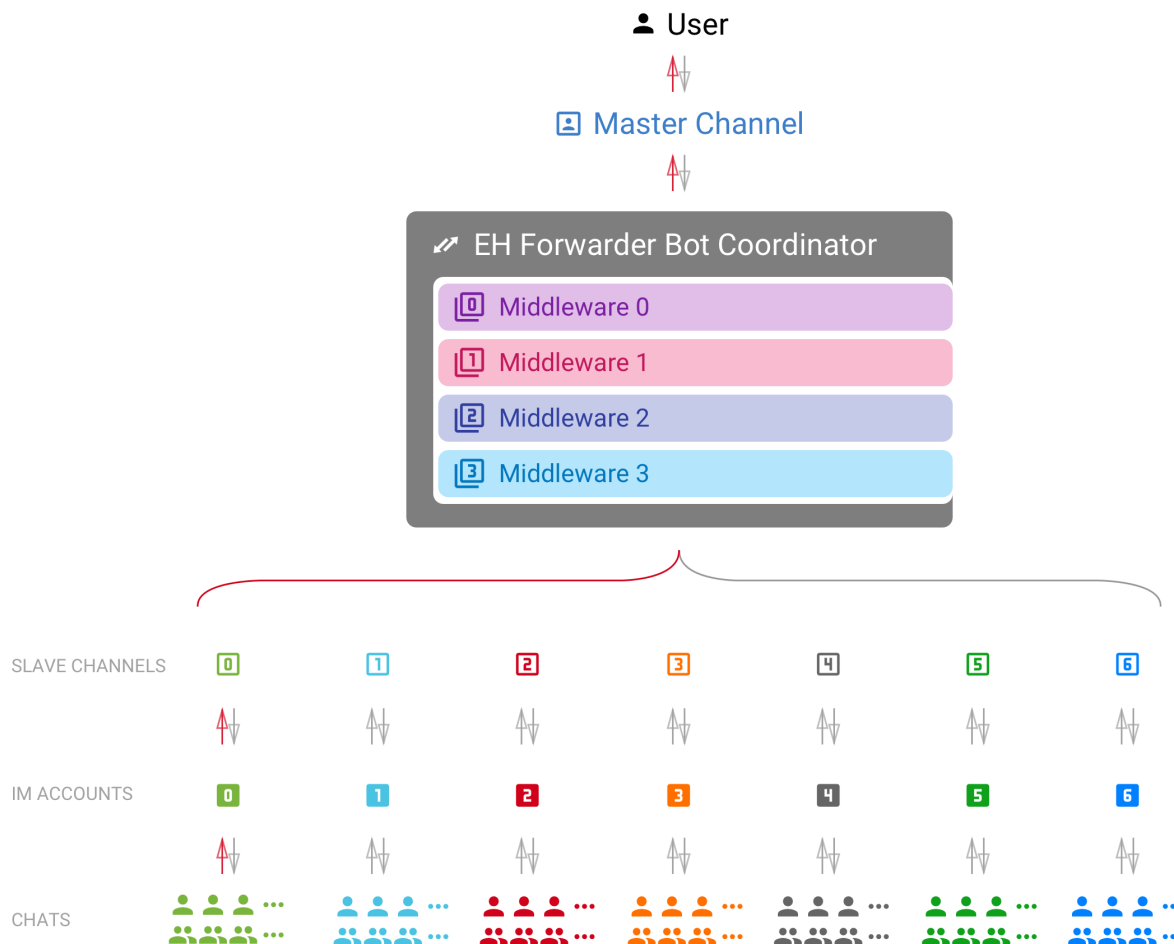 User
Master Channel
EH Forwarder Bot Coordinator
0 Middleware 0
1 Middleware 1
2 Middleware 2
3 Middleware 3
SLAVE CHANNELS 0 1 2 3 4 5 6
IM ACCOUNTS 0 1 2 3 4 5 6
CHATS